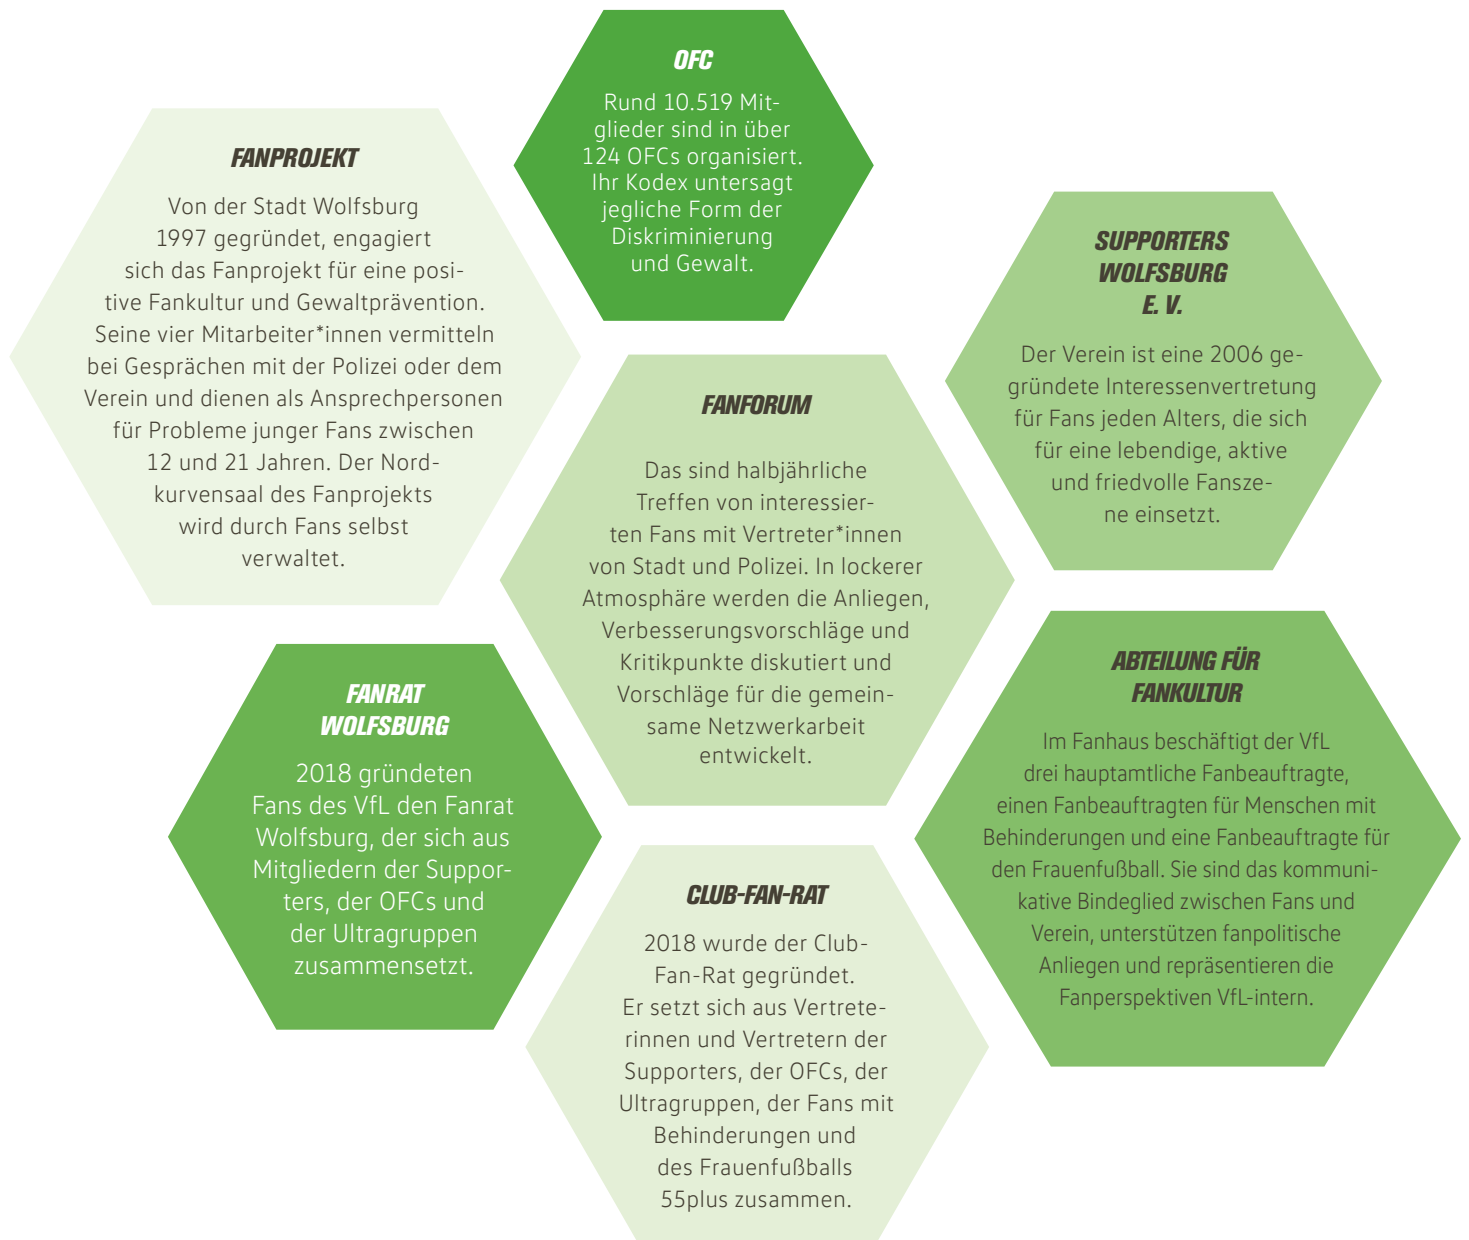 OFC
Rund 10.519 Mit-
glieder sind in über
124 OFCs organisiert.
Ihr Kodex untersagt
jegliche Form der
Diskriminierung
und Gewalt.
FANPROJEKT
Von der Stadt Wolfsburg
1997 gegründet, engagiert
sich das Fanprojekt für eine posi-
tive Fankultur und Gewaltprävention.
Seine vier Mitarbeiter*innen vermitteln
bei Gesprächen mit der Polizei oder dem
Verein und dienen als Ansprechpersonen
für Probleme junger Fans zwischen
12 und 21 Jahren. Der Nord-
kurvensaal des Fanprojekts
wird durch Fans selbst
verwaltet.
SUPPORTERS
WOLFSBURG
E. V.
Der Verein ist eine 2006 ge-
gründete Interessenvertretung
für Fans jeden Alters, die sich
für eine lebendige, aktive
und friedvolle Fansze-
ne einsetzt.
FANFORUM
Das sind halbjährliche
Treffen von interessier-
ten Fans mit Vertreter*innen
von Stadt und Polizei. In lockerer
Atmosphäre werden die Anliegen,
Verbesserungsvorschläge und
Kritikpunkte diskutiert und
Vorschläge für die gemein-
same Netzwerkarbeit
entwickelt.
FANRAT
WOLFSBURG
2018 gründeten
Fans des VfL den Fanrat
Wolfsburg, der sich aus
Mitgliedern der Suppor-
ters, der OFCs und
der Ultragruppen
zusammensetzt.
ABTEILUNG FÜR
FANKULTUR
Im Fanhaus beschäftigt der VfL
drei hauptamtliche Fanbeauftragte,
einen Fanbeauftragten für Menschen mit
Behinderungen und eine Fanbeauftragte für
den Frauenfußball. Sie sind das kommuni-
kative Bindeglied zwischen Fans und
Verein, unterstützen fanpolitische
Anliegen und repräsentieren die
Fanperspektiven VfL-intern.
CLUB-FAN-RAT
2018 wurde der Club-
Fan-Rat gegründet.
Er setzt sich aus Vertrete-
rinnen und Vertretern der
Supporters, der OFCs, der
Ultragruppen, der Fans mit
Behinderungen und
des Frauenfußballs
55plus zusammen.